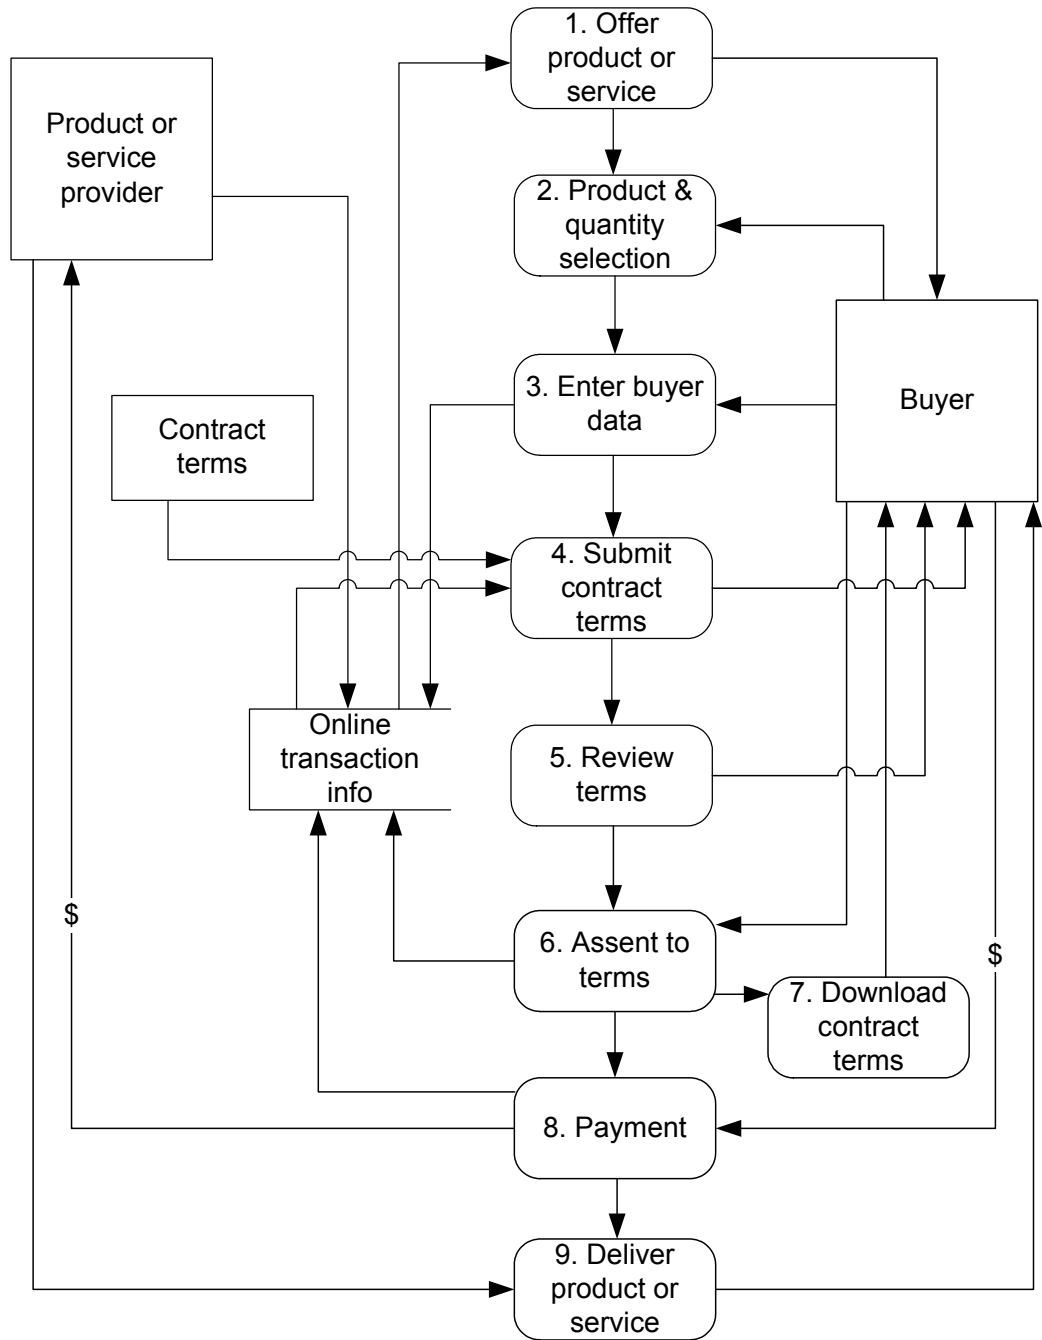 1. Offer
product or
service
Product or
service
provider
2. Product &
quantity
selection
3. Enter buyer
data
Buyer
Contract
terms
4. Submit
contract
terms
Online
transaction
info
5. Review
terms
$
6. Assent to
terms
$
7. Download
contract
terms
8. Payment
9. Deliver
product or
service